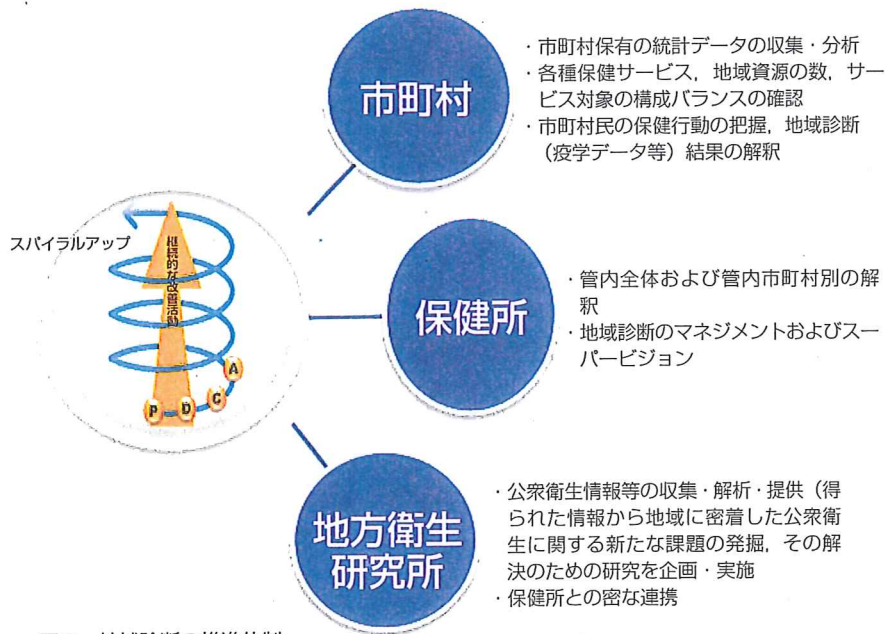 市町村
・市町村保有の統計データの収集・分析
・各種保健サービス，地域資源の数，サー
ビス対象の構成バランスの確認
・市町村民の保健行動の把握，地域診断
（疫学データ等）結果の解釈
スパイラルアップ
継続的な改善活動
P D C A
保健所
・管内全体および管内市町村別の解
釈
・地域診断のマネジメントおよびスー
パービジョン
地方衛生
研究所
・公衆衛生情報等の収集・解析・提供（得
られた情報から地域に密着した公衆衛
生に関する新たな課題の発掘，その解
決のための研究を企画・実施
・保健所との密な連携